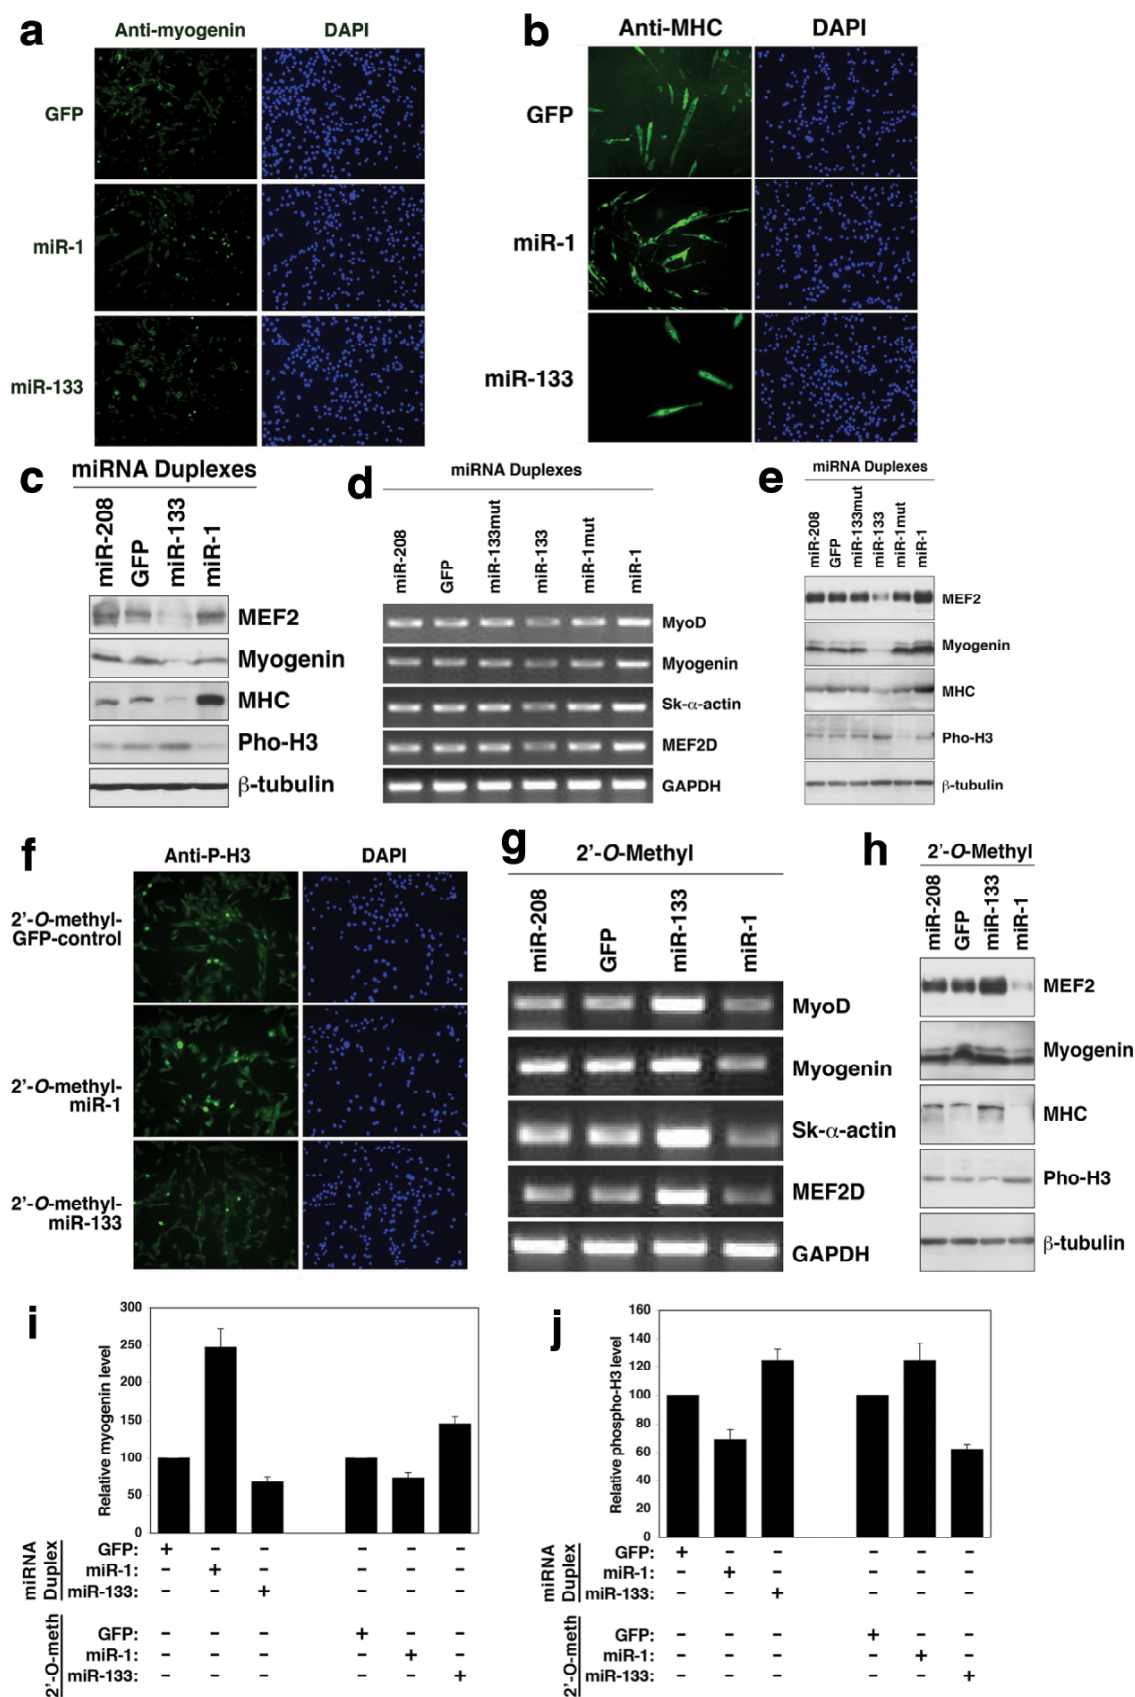 a
Anti-myogenin DAPI
GFP
miR-1
miR-133
b
Anti-MHC DAPI
GFP
miR-1
miR-133
c
miRNA Duplexes
miR-208 GFP miR-133 miR-1
MEF2
Myogenin
MHC
Pho-H3
β-tubulin
d
miRNA Duplexes
miR-208 GFP miR-133mut miR-133 miR-1mut miR-1
MyoD
Myogenin
Sk-α-actin
MEF2D
GAPDH
e
miRNA Duplexes
miR-208 GFP miR-133mut miR-133 miR-1mut miR-1
MEF2
Myogenin
MHC
Pho-H3
β-tubulin
f
Anti-P-H3 DAPI
2'-O-methyl-
GFP-control
2'-O-methyl-
miR-1
2'-O-methyl-
miR-133
g
2'-O-Methyl
miR-208 GFP miR-133 miR-1
MyoD
Myogenin
Sk-α-actin
MEF2D
GAPDH
h
2'-O-Methyl
miR-208 GFP miR-133 miR-1
MEF2
Myogenin
MHC
Pho-H3
β-tubulin
i
Relative myogenin level
300
250
200
150
100
50
0
miRNA
Duplex
GFP: + – – – – –
miR-1: – + – – – –
miR-133: – – + – – –
2'-O-meth
GFP: – – – + – –
miR-1: – – – – + –
miR-133: – – – – – +
j
Relative phospho-H3 level
160
140
120
100
80
60
40
20
0
miRNA
Duplex
GFP: + – – – – –
miR-1: – + – – – –
miR-133: – – + – – –
2'-O-meth
GFP: – – – + – –
miR-1: – – – – + –
miR-133: – – – – – +